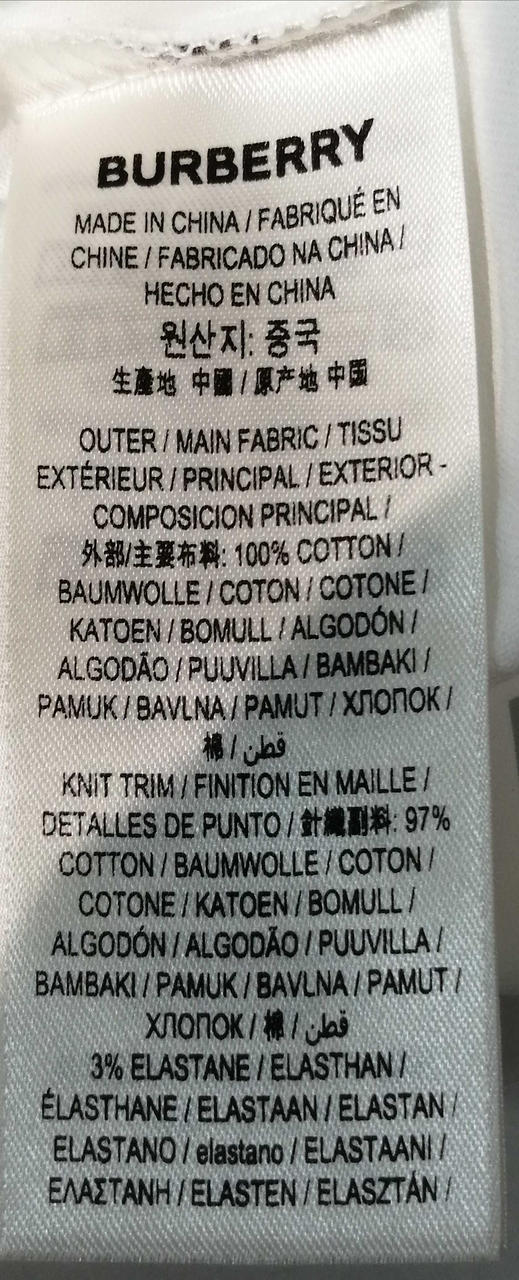 BURBERRY
MADE IN CHINA / FABRIQUÉ EN
CHINE / FABRICADO NA CHINA /
HECHO EN CHINA
원산지: 중국
生產地 中國 / 原产地 中国
OUTER / MAIN FABRIC / TISSU
EXTÉRIEUR / PRINCIPAL / EXTERIOR -
COMPOSICION PRINCIPAL /
外部/主要布料: 100% COTTON /
BAUMWOLLE / COTON / COTONE /
KATOEN / BOMULL / ALGODÓN /
ALGODÃO / PUUVILLA / BAMBAKI /
PAMUK / BAVLNA / PAMUT / ХЛОПОК /
棉 / قطن
KNIT TRIM / FINITION EN MAILLE /
DETALLES DE PUNTO / 針織副料: 97%
COTTON / BAUMWOLLE / COTON /
COTONE / KATOEN / BOMULL /
ALGODÓN / ALGODÃO / PUUVILLA /
BAMBAKI / PAMUK / BAVLNA / PAMUT /
ХЛОПОК / 棉 / قطن
3% ELASTANE / ELASTHAN /
ÉLASTHANE / ELASTAAN / ELASTAN /
ELASTANO / elastano / ELASTAANI /
ΕΛΑΣΤΑΝΗ / ELASTEN / ELASZTÁN /